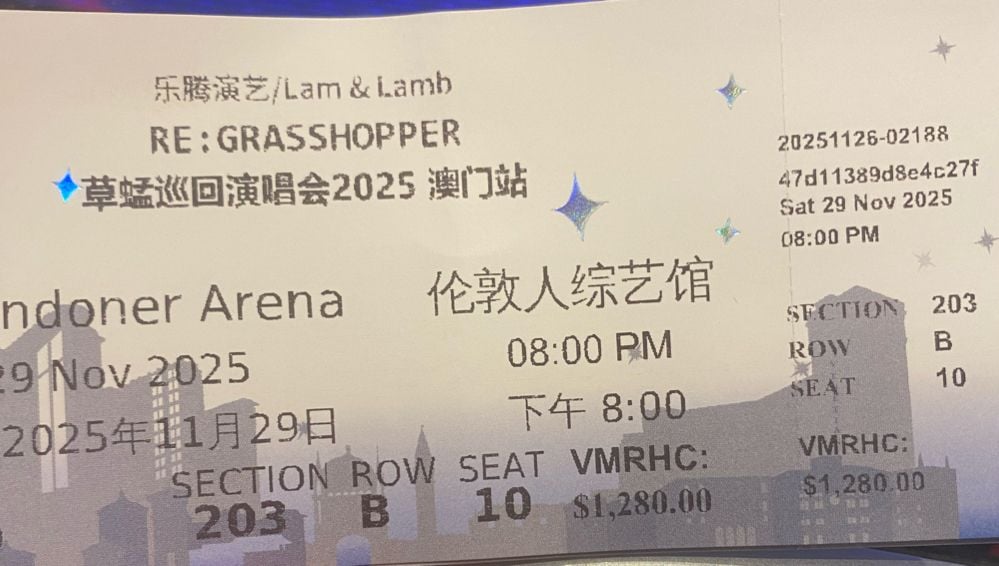 乐腾演艺/Lam & Lamb
RE:GRASSHOPPER
草蜢巡回演唱会2025 澳门站
ndoner Arena 伦敦人综艺馆
29 Nov 2025 08:00 PM
2025年11月29日 下午 8:00
SECTION ROW SEAT VMRHC:
203 B 10 $1,280.00
20251126-02188
47d11389d8e4c27f
Sat 29 Nov 2025
08:00 PM
SECTION 203
ROW B
SEAT 10
VMRHC:
$1,280.00